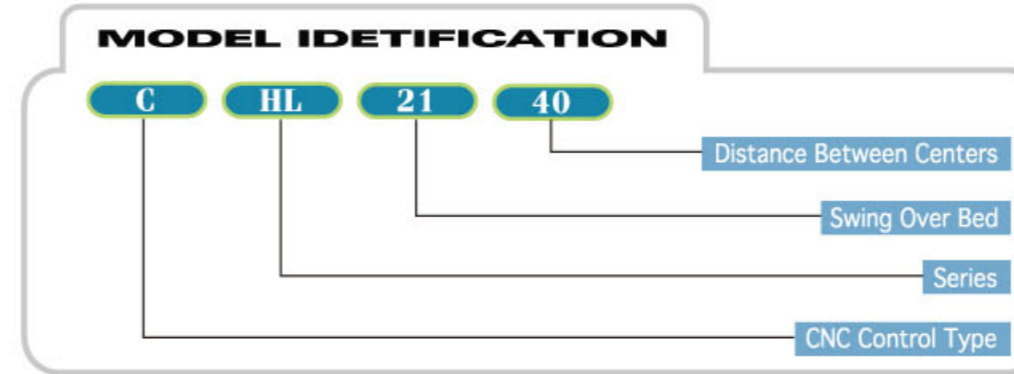 MODEL IDETIFICATION
C HL 21 40
Distance Between Centers
Swing Over Bed
Series
CNC Control Type